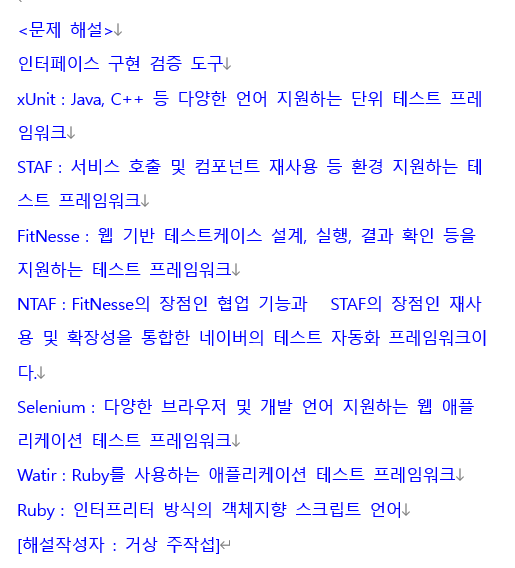 <문제 해설>↓
인터페이스 구현 검증 도구↓
xUnit : Java, C++ 등 다양한 언어 지원하는 단위 테스트 프레
임워크↓
STAF : 서비스 호출 및 컴포넌트 재사용 등 환경 지원하는 테
스트 프레임워크↓
FitNesse : 웹 기반 테스트케이스 설계, 실행, 결과 확인 등을
지원하는 테스트 프레임워크↓
NTAF : FitNesse의 장점인 협업 기능과 STAF의 장점인 재사
용 및 확장성을 통합한 네이버의 테스트 자동화 프레임워크이
다.↓
Selenium : 다양한 브라우저 및 개발 언어 지원하는 웹 애플
리케이션 테스트 프레임워크↓
Watir : Ruby를 사용하는 애플리케이션 테스트 프레임워크↓
Ruby : 인터프리터 방식의 객체지향 스크립트 언어↓
[해설작성자 : 거상 주작섭]↵